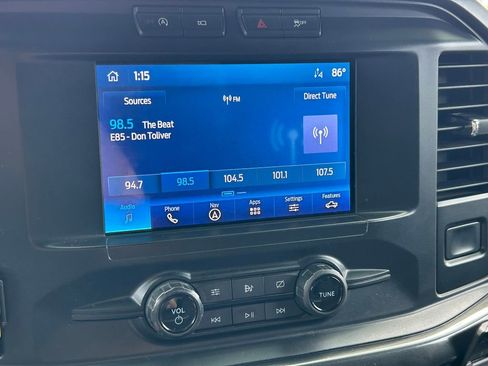 1:15
86°
Sources
FM
Direct Tune
98.5 The Beat
E85 - Don Toliver
94.7 98.5 104.5 101.1 107.5
Audio Phone Nav Apps Settings Features
VOL
TUNE